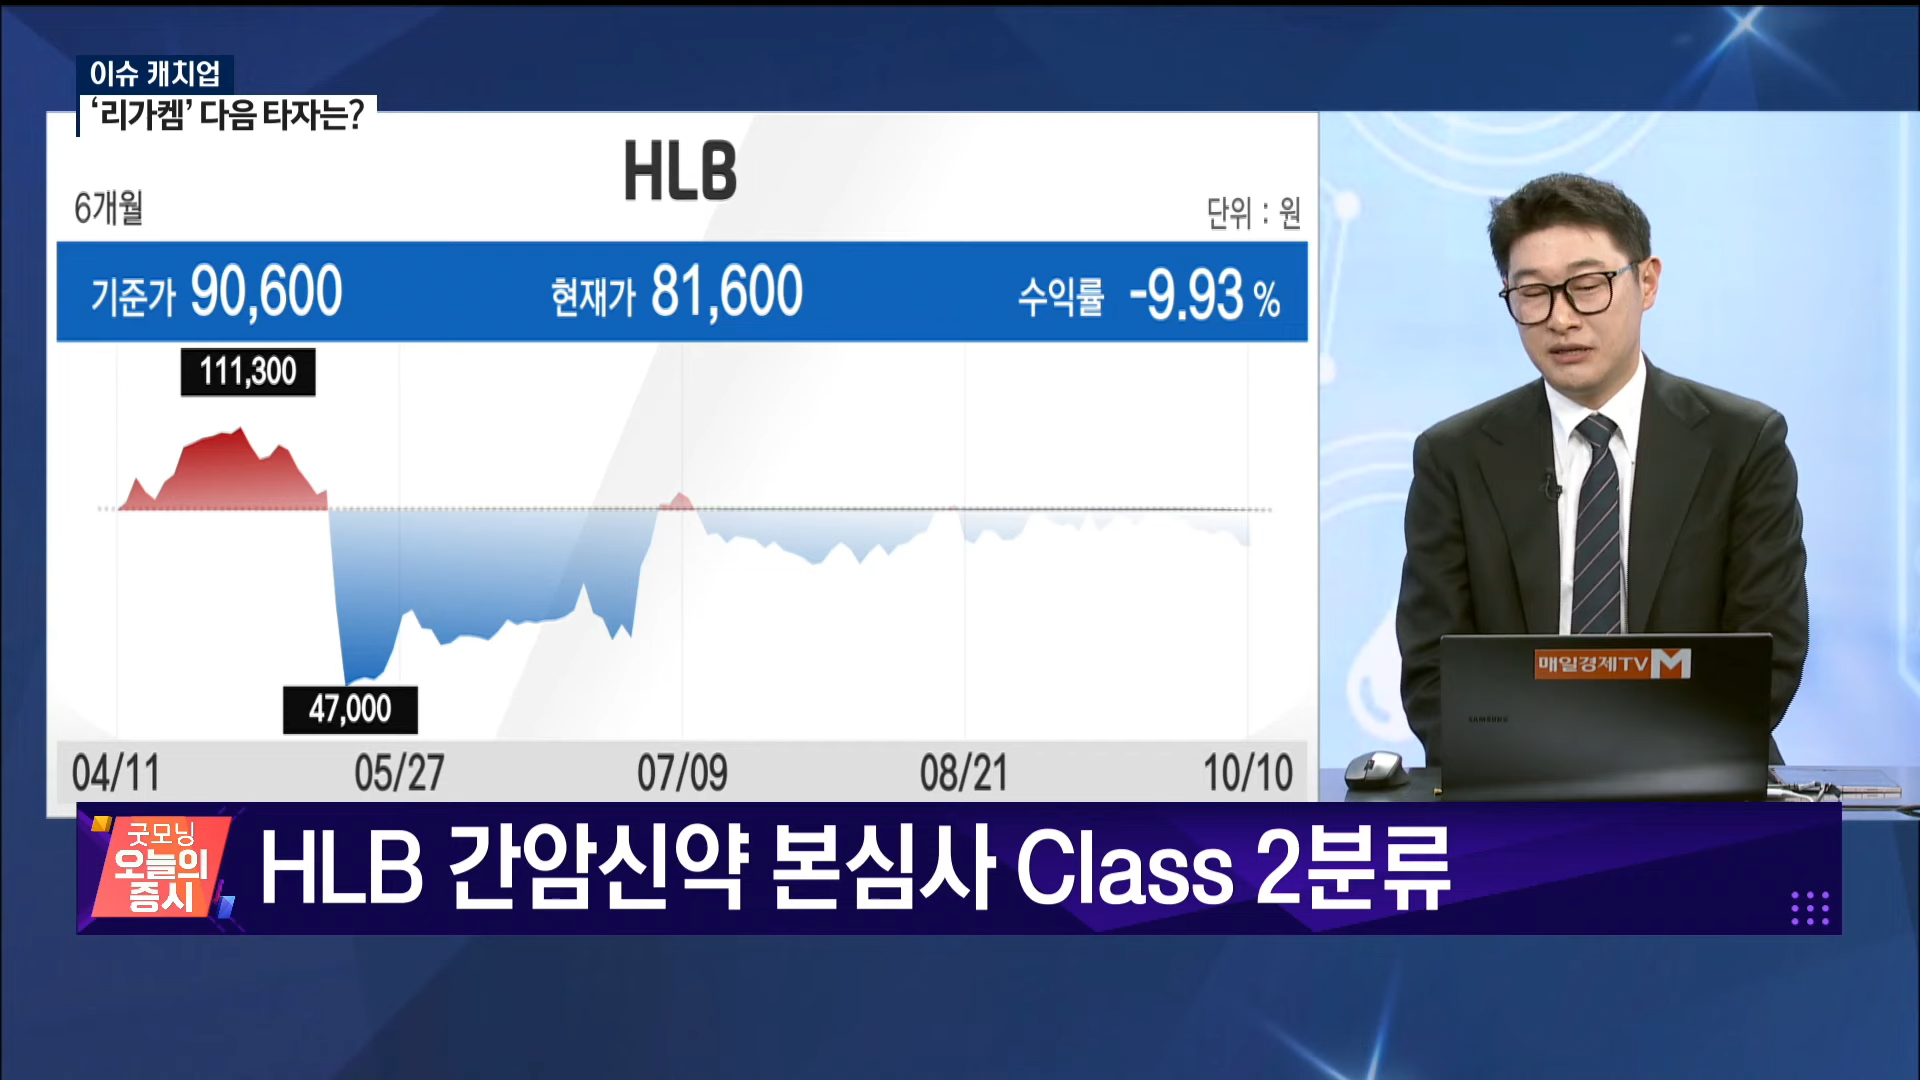 이슈 캐치업
‘리가켐’ 다음 타자는?
HLB
6개월
단위 : 원
기준가 90,600
현재가 81,600
수익률 -9.93 %
111,300
47,000
04/11
05/27
07/09
08/21
10/10
매일경제TV M
SAMSUNG
굿모닝
오늘의
증시
HLB 간암신약 본심사 Class 2분류